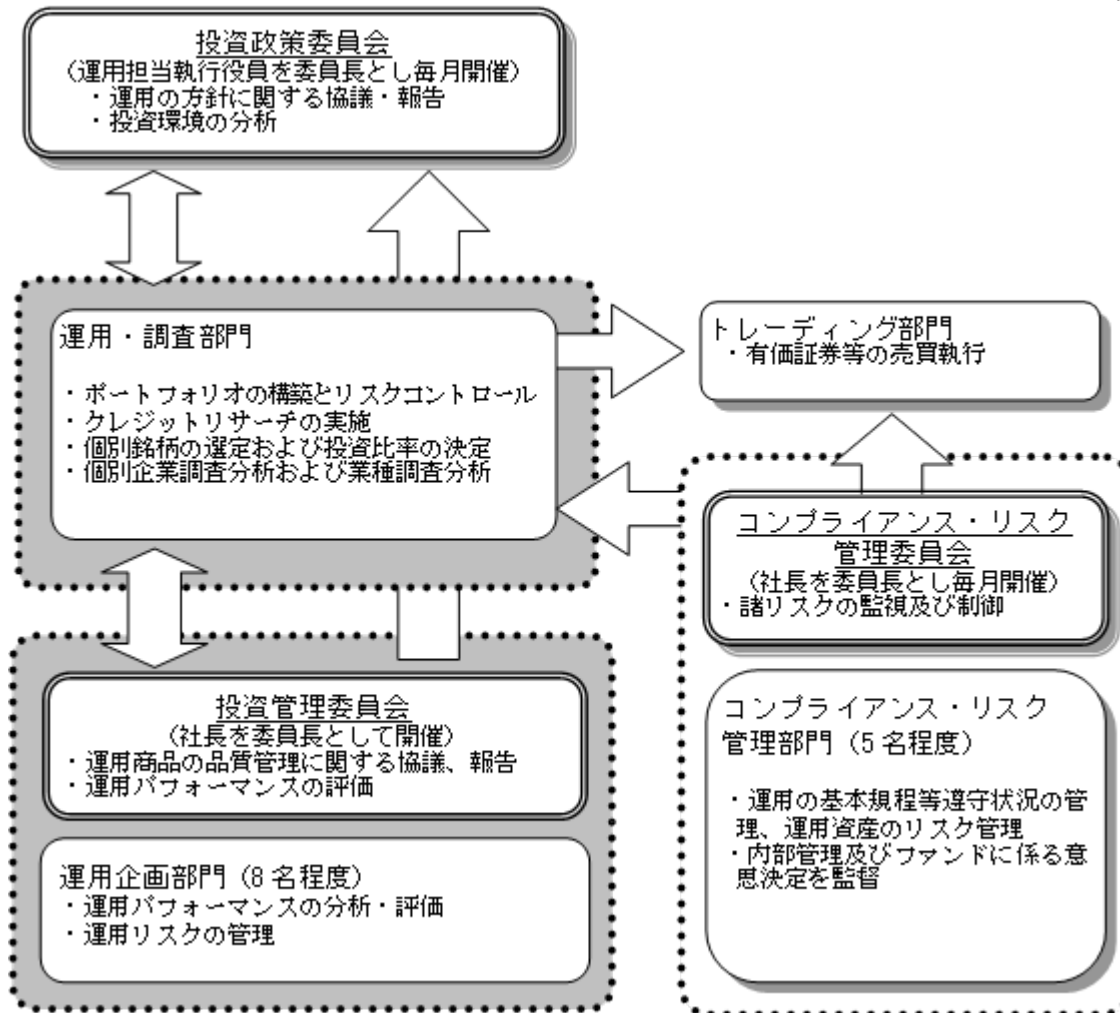 投資政策委員会
（運用担当執行役員を委員長とし毎月開催）
・運用の方針に関する協議・報告
・投資環境の分析
運用・調査部門
・ポートフォリオの構築とリスクコントロール
・クレジットリサーチの実施
・個別銘柄の選定および投資比率の決定
・個別企業調査分析および業種調査分析
トレーディング部門
・有価証券等の売買執行
コンプライアンス・リスク
管理委員会
（社長を委員長とし毎月開催）
・諸リスクの監視及び制御
投資管理委員会
（社長を委員長として開催）
・運用商品の品質管理に関する協議、報告
・運用パフォーマンスの評価
運用企画部門（8名程度）
・運用パフォーマンスの分析・評価
・運用リスクの管理
コンプライアンス・リスク
管理部門（5名程度）
・運用の基本規程等遵守状況の管
理、運用資産のリスク管理
・内部管理及びファンドに係る意
思決定を監督